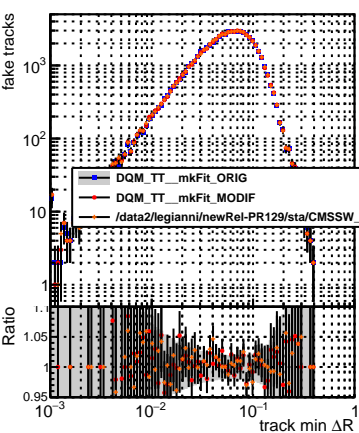 fake tracks
10³
10²
10
1
DQM_TT__mkFit_ORIG
DQM_TT__mkFit_MODIF
/data2/legianni/newRel-PR129/sta/CMSSW_
Ratio
1.1
1.05
1
0.95
10⁻³ 10⁻² 10⁻¹ 1
track min ΔR